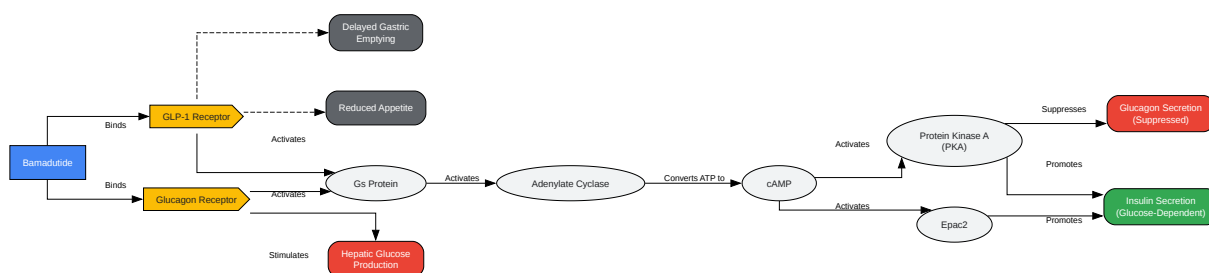 Delayed Gastric
Emptying
GLP-1 Receptor
Reduced Appetite
Binds
Activates
Bamadutide
Binds
Glucagon Receptor
Activates
Gs Protein
Activates
Adenylate Cyclase
Converts ATP to
cAMP
Activates
Protein Kinase A
(PKA)
Suppresses
Glucagon Secretion
(Suppressed)
Promotes
Activates
Epac2
Promotes
Insulin Secretion
(Glucose-Dependent)
Stimulates
Hepatic Glucose
Production